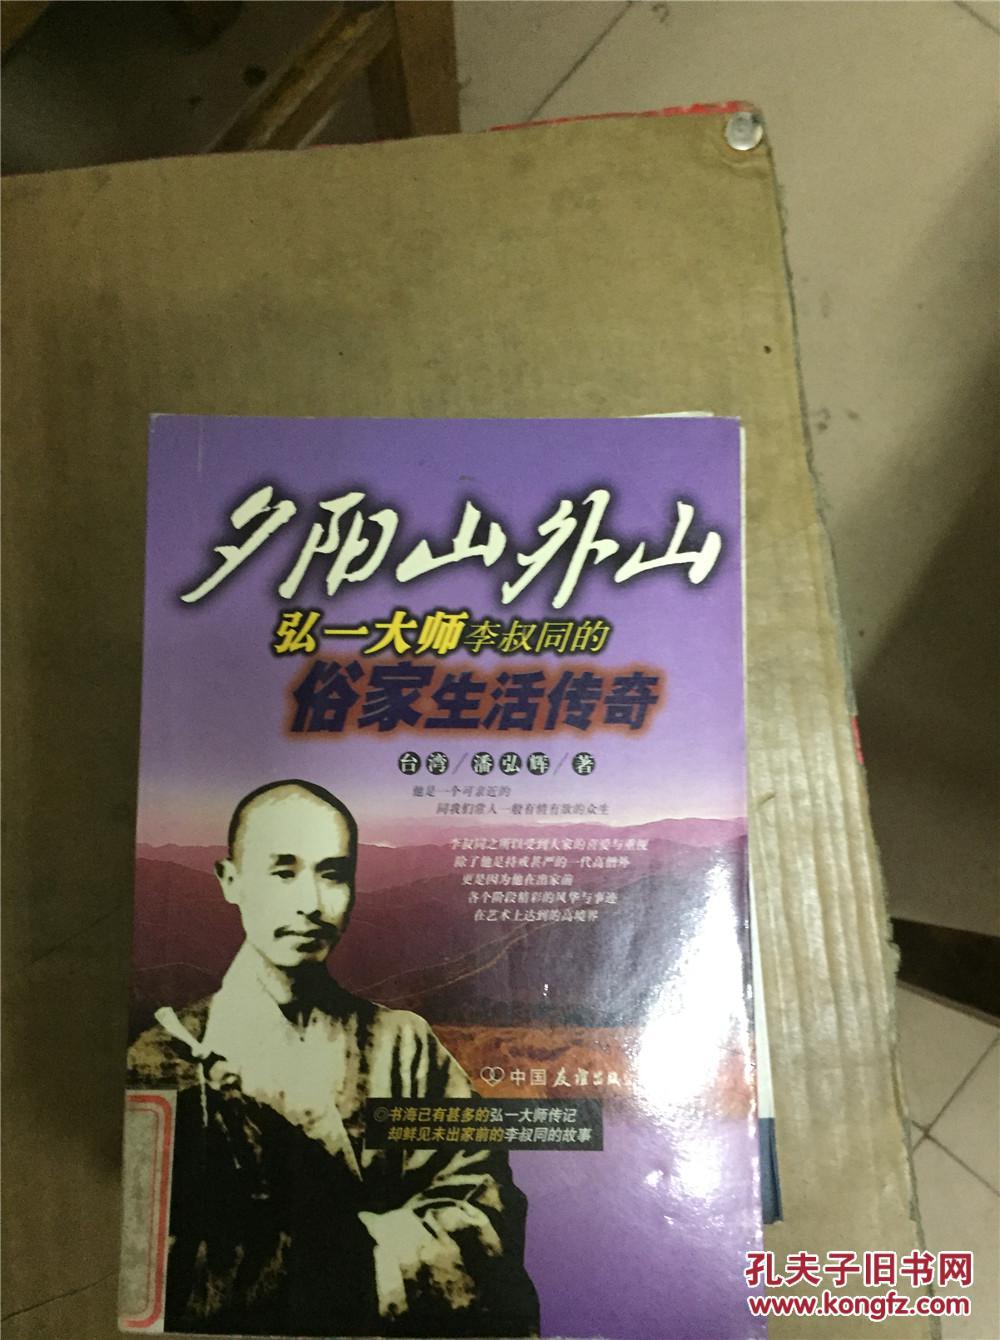 夕阳山外山
弘一大师李叔同的
俗家生活传奇
台湾/潘弘辉/著
他是一个可亲近的
同我们常人一般有情有欲的众生
李叔同之所以受到大家的喜爱与重视
除了他是持戒甚严的一代高僧外
更是因为他在出家前
各个阶段精彩的风华与事迹
在艺术上达到的高境界
中国友谊出版
◎书海已有甚多的弘一大师传记
却鲜见未出家前的李叔同的故事
孔夫子旧书网
www.kongfz.com